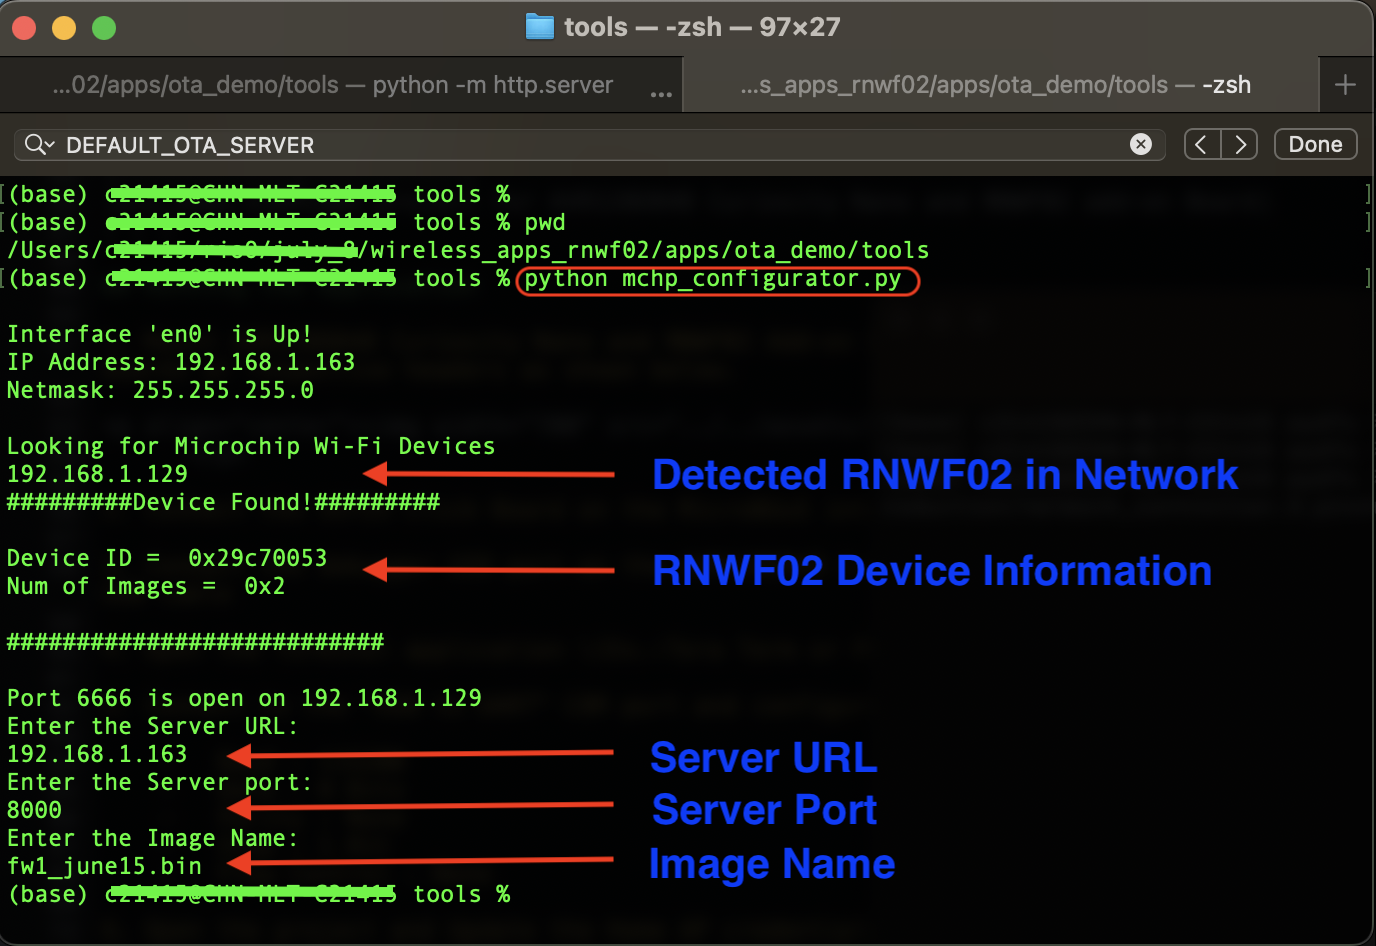 tools — -zsh — 97×27
...02/apps/ota_demo/tools — python -m http.server ...
...s_apps_rnwf02/apps/ota_demo/tools — -zsh
DEFAULT_OTA_SERVER
Done
(base) tools %
(base) tools % pwd
/Users/ /wireless_apps_rnwf02/apps/ota_demo/tools
(base) tools % python mchp_configurator.py
Interface 'en0' is Up!
IP Address: 192.168.1.163
Netmask: 255.255.255.0
Looking for Microchip Wi-Fi Devices
192.168.1.129
Detected RNWF02 in Network
#########Device Found!#########
Device ID =  0x29c70053
RNWF02 Device Information
Num of Images =  0x2
###########################
Port 6666 is open on 192.168.1.129
Enter the Server URL:
192.168.1.163
Server URL
Enter the Server port:
8000
Server Port
Enter the Image Name:
fw1_june15.bin
Image Name
(base) tools %